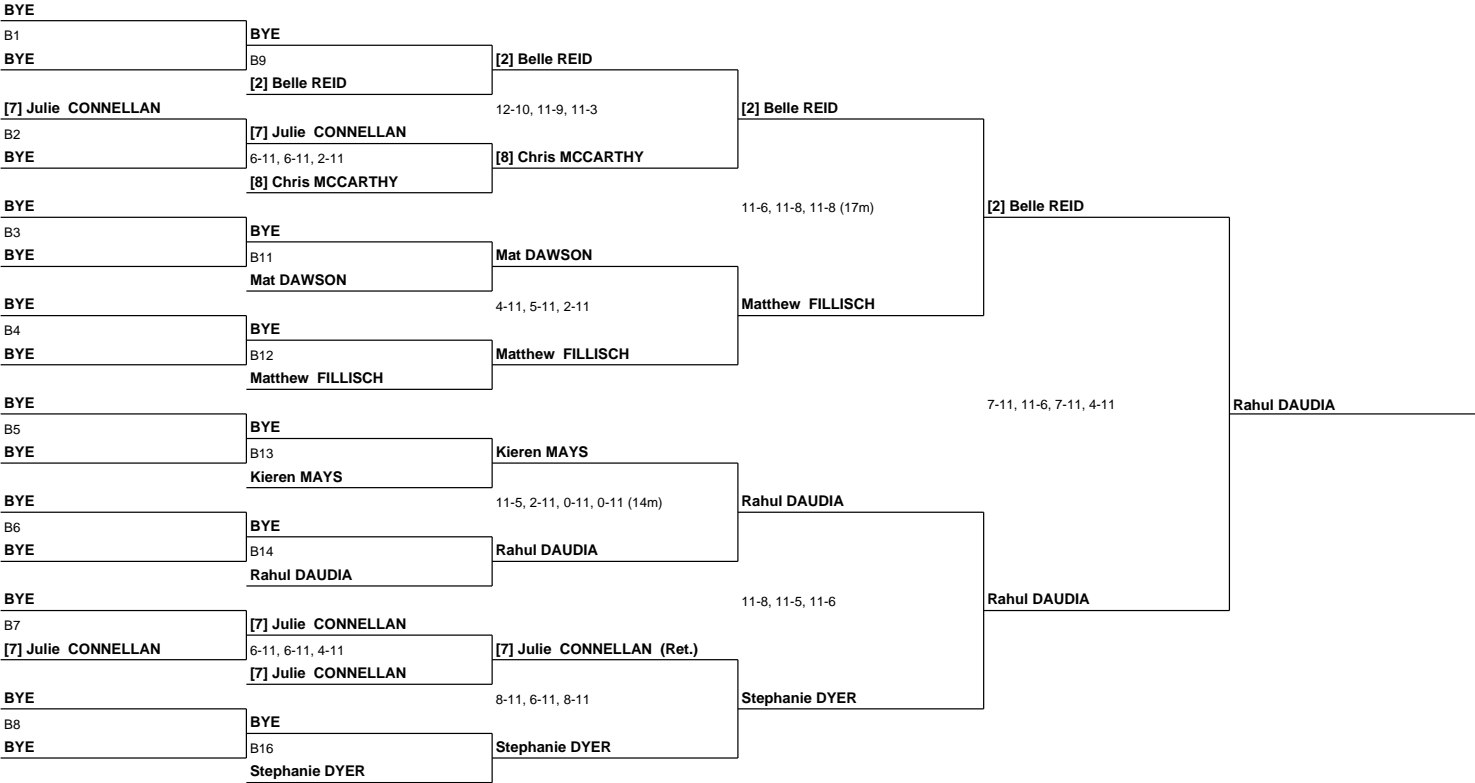 BYE
B1
BYE
[7] Julie CONNELLAN
B2
BYE
BYE
B3
BYE
BYE
B4
BYE
BYE
B5
BYE
BYE
B6
BYE
BYE
B7
[7] Julie CONNELLAN
BYE
B8
BYE
BYE
B9
[2] Belle REID
[7] Julie CONNELLAN
6-11, 6-11, 2-11
[8] Chris MCCARTHY
BYE
B11
Mat DAWSON
BYE
B12
Matthew FILLISCH
BYE
B13
Kieren MAYS
BYE
B14
Rahul DAUDIA
[7] Julie CONNELLAN
6-11, 6-11, 4-11
[7] Julie CONNELLAN
BYE
B16
Stephanie DYER
[2] Belle REID
12-10, 11-9, 11-3
[8] Chris MCCARTHY
Mat DAWSON
4-11, 5-11, 2-11
Matthew FILLISCH
Kieren MAYS
11-5, 2-11, 0-11, 0-11 (14m)
Rahul DAUDIA
[7] Julie CONNELLAN (Ret.)
8-11, 6-11, 8-11
Stephanie DYER
[2] Belle REID
11-6, 11-8, 11-8 (17m)
Matthew FILLISCH
Rahul DAUDIA
11-8, 11-5, 11-6
Stephanie DYER
[2] Belle REID
7-11, 11-6, 7-11, 4-11
Rahul DAUDIA
Rahul DAUDIA